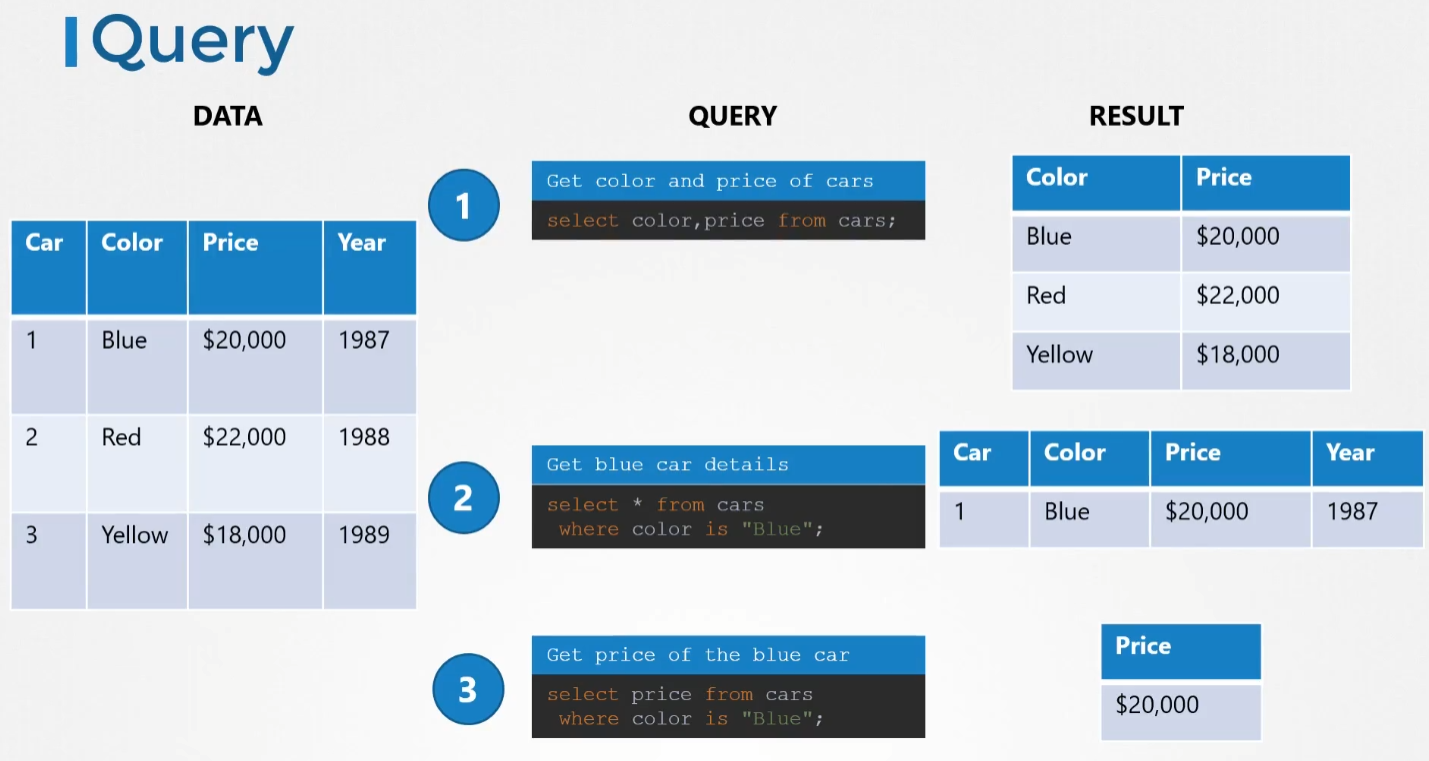 Query
DATA
Car Color Price Year
1 Blue $20,000 1987
2 Red $22,000 1988
3 Yellow $18,000 1989
QUERY
1
Get color and price of cars
select color,price from cars;
2
Get blue car details
select * from cars
where color is "Blue";
3
Get price of the blue car
select price from cars
where color is "Blue";
RESULT
Color Price
Blue $20,000
Red $22,000
Yellow $18,000
Car Color Price Year
1 Blue $20,000 1987
Price
$20,000